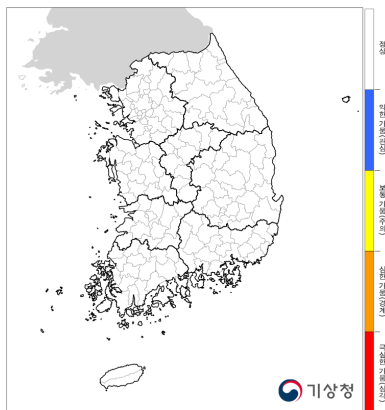 정상
약한 가뭄(관심)
보통 가뭄(주의)
심한 가뭄(경계)
극심한 가뭄(심각)
기상청